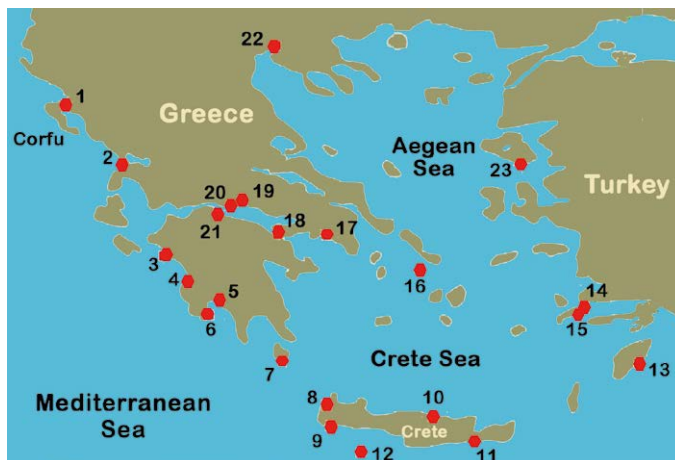 22
1
Greece
Corfu
Aegean
Sea
2
23
Turkey
20
19
21
18
17
3
4
16
5
14
6
15
7
Crete Sea
13
Mediterranean
Sea
8
10
9
Crete
11
12